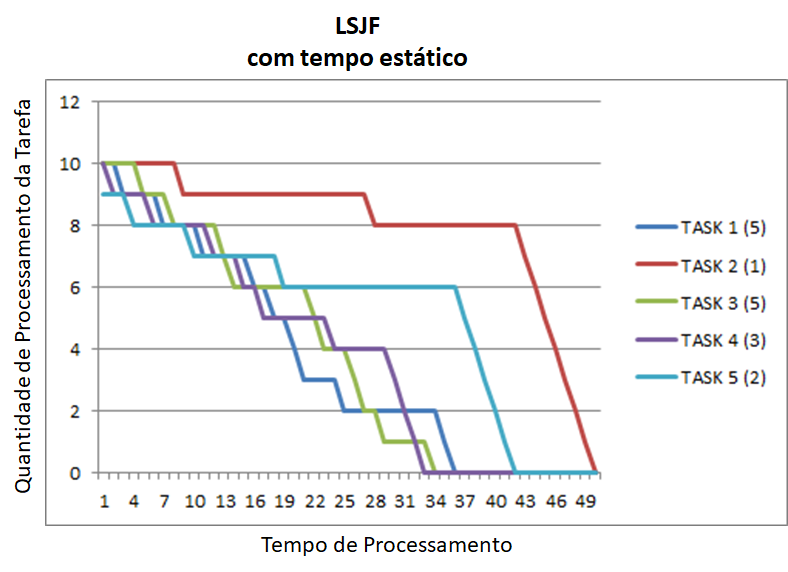 LSJF
com tempo estático
Quantidade de Processamento da Tarefa
12
10
8
6
4
2
0
1 4 7 10 13 16 19 22 25 28 31 34 37 40 43 46 49
Tempo de Processamento
TASK 1 (5)
TASK 2 (1)
TASK 3 (5)
TASK 4 (3)
TASK 5 (2)